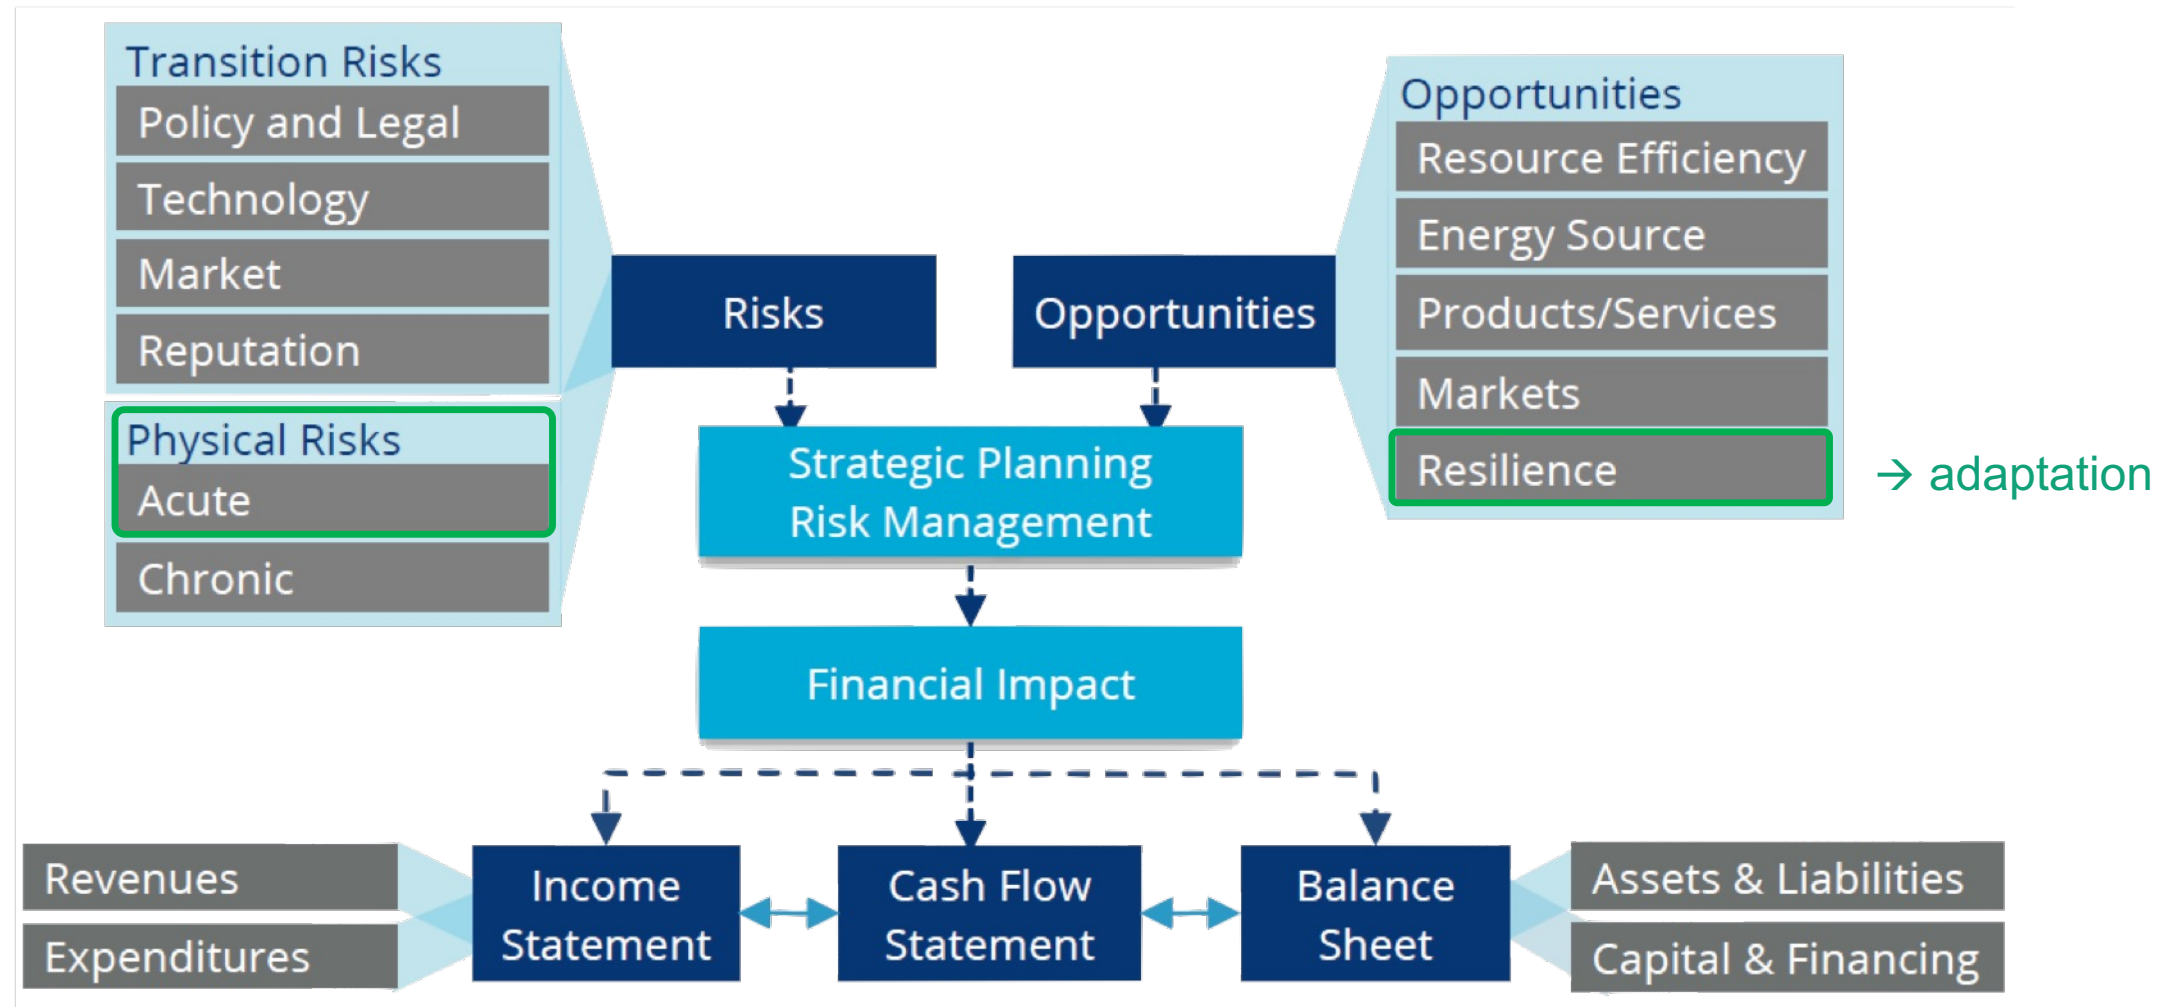 Transition Risks
Policy and Legal
Technology
Market
Reputation
Physical Risks
Acute
Chronic
Risks
Opportunities
Opportunities
Resource Efficiency
Energy Source
Products/Services
Markets
Resilience
→ adaptation
Strategic Planning
Risk Management
Financial Impact
Revenues
Expenditures
Income
Statement
Cash Flow
Statement
Balance
Sheet
Assets & Liabilities
Capital & Financing